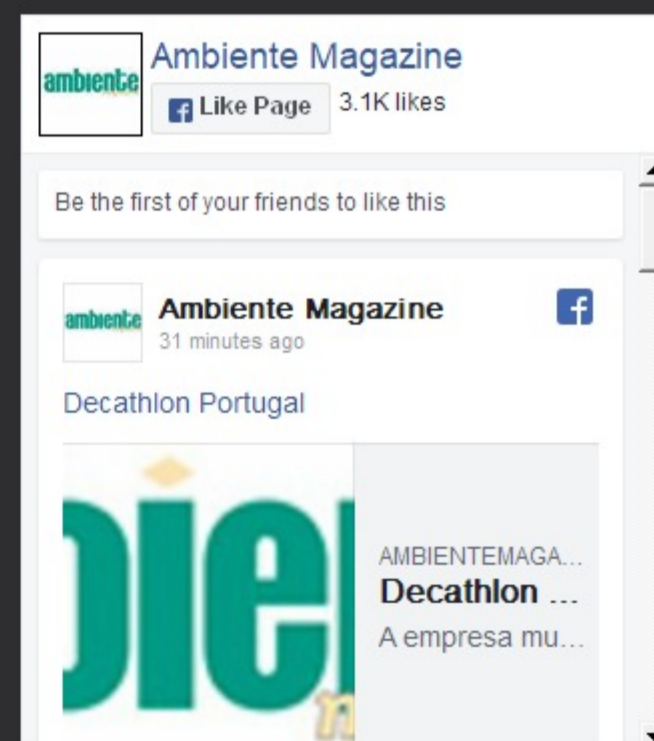 ambiente
Ambiente Magazine
Like Page
3.1K likes
Be the first of your friends to like this
ambiente
Ambiente Magazine
31 minutes ago
Decathlon Portugal
bie
AMBIENTEMAGA...
Decathlon ...
A empresa mu...